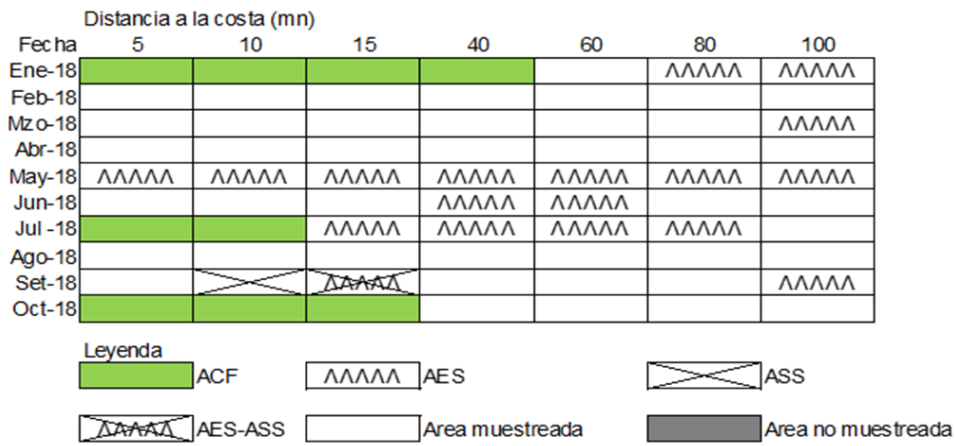 Distancia a la costa (mn)
Fecha 5 10 15 40 60 80 100
Ene-18 ΛΛΛΛΛ ΛΛΛΛΛ
Feb-18
Mzo-18 ΛΛΛΛΛ
Abr-18
May-18 ΛΛΛΛΛ ΛΛΛΛΛ ΛΛΛΛΛ ΛΛΛΛΛ ΛΛΛΛΛ ΛΛΛΛΛ ΛΛΛΛΛ
Jun-18 ΛΛΛΛΛ ΛΛΛΛΛ
Jul -18 ΛΛΛΛΛ ΛΛΛΛΛ ΛΛΛΛΛ ΛΛΛΛΛ
Ago-18
Set-18 ΛΛΛΛΛ ΛΛΛΛΛ
Oct-18
Leyenda
ACF ΛΛΛΛΛ AES ASS
ΛΛΛΛΛ AES-ASS Area muestreada Area no muestreada